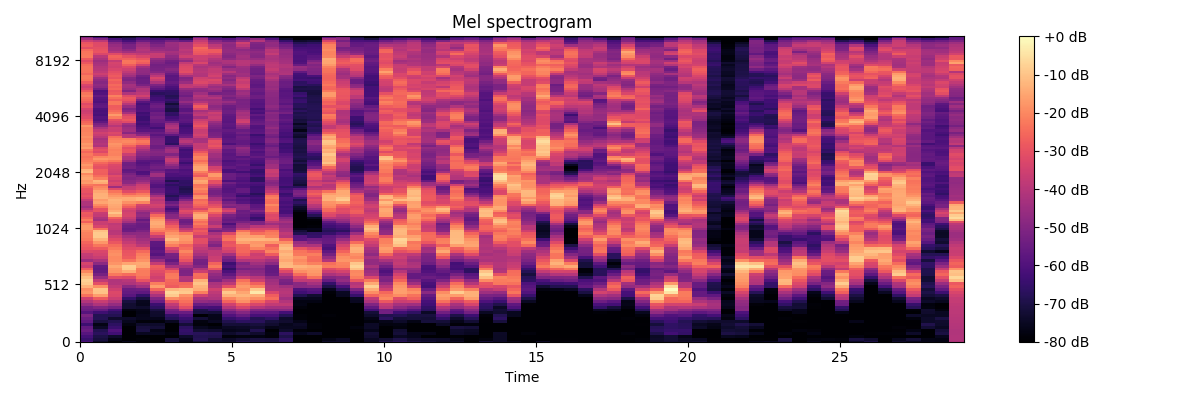 Mel spectrogram
Hz
8192
4096
2048
1024
512
0
0 5 10 15 20 25
Time
+0 dB
-10 dB
-20 dB
-30 dB
-40 dB
-50 dB
-60 dB
-70 dB
-80 dB